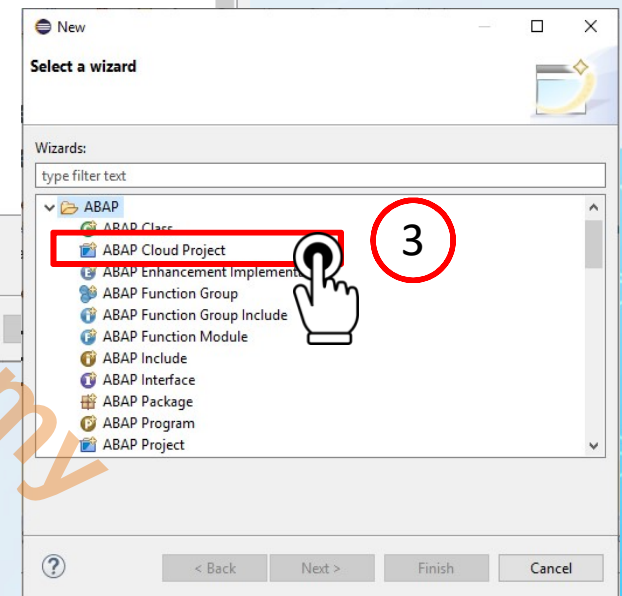 New
Select a wizard
Wizards:
type filter text
ABAP
ABAP Class
ABAP Cloud Project
3
ABAP Enhancement Implement
ABAP Function Group
ABAP Function Group Include
ABAP Function Module
ABAP Include
ABAP Interface
ABAP Package
ABAP Program
ABAP Project
my
? < Back Next > Finish Cancel